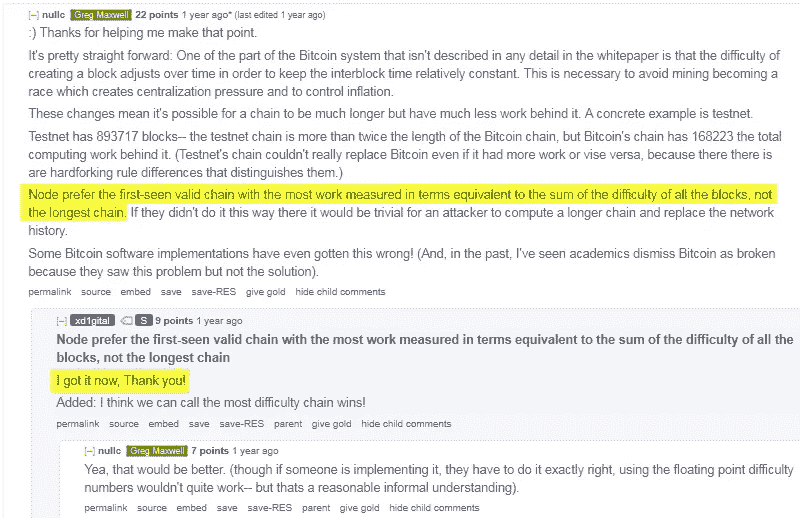 [–] nullc Greg Maxwell 22 points 1 year ago* (last edited 1 year ago)
:) Thanks for helping me make that point.
It's pretty straight forward: One of the part of the Bitcoin system that isn't described in any detail in the whitepaper is that the difficulty of
creating a block adjusts over time in order to keep the interblock time relatively constant. This is necessary to avoid mining becoming a
race which creates centralization pressure and to control inflation.
These changes mean it's possible for a chain to be much longer but have much less work behind it. A concrete example is testnet.
Testnet has 893717 blocks-- the testnet chain is more than twice the length of the Bitcoin chain, but Bitcoin's chain has 168223 the total
computing work behind it. (Testnet's chain couldn't really replace Bitcoin even if it had more work or vise versa, because there there is
are hardforking rule differences that distinguishes them.)
Node prefer the first-seen valid chain with the most work measured in terms equivalent to the sum of the difficulty of all the blocks, not
the longest chain. If they didn't do it this way there it would be trivial for an attacker to compute a longer chain and replace the network
history.
Some Bitcoin software implementations have even gotten this wrong! (And, in the past, I've seen academics dismiss Bitcoin as broken
because they saw this problem but not the solution).
permalink source embed save save-RES give gold hide child comments
[–] xd1gital S 9 points 1 year ago
Node prefer the first-seen valid chain with the most work measured in terms equivalent to the sum of the difficulty of all the
blocks, not the longest chain
I got it now, Thank you!
Added: I think we can call the most difficulty chain wins!
permalink source embed save save-RES parent give gold hide child comments
[–] nullc Greg Maxwell 7 points 1 year ago
Yea, that would be better. (though if someone is implementing it, they have to do it exactly right, using the floating point difficulty
numbers wouldn't quite work-- but thats a reasonable informal understanding).
permalink source embed save save-RES parent give gold hide child comments